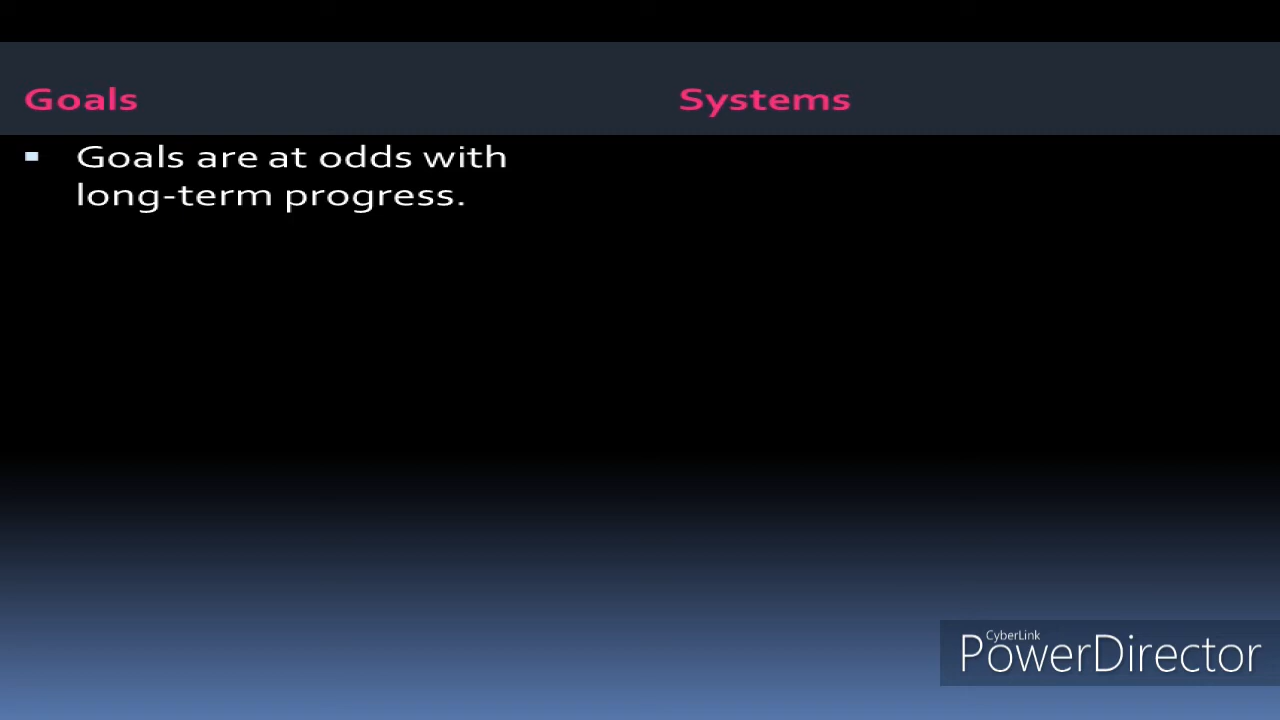 Goals
Systems
▪ Goals are at odds with
long-term progress.
CyberLink
PowerDirector